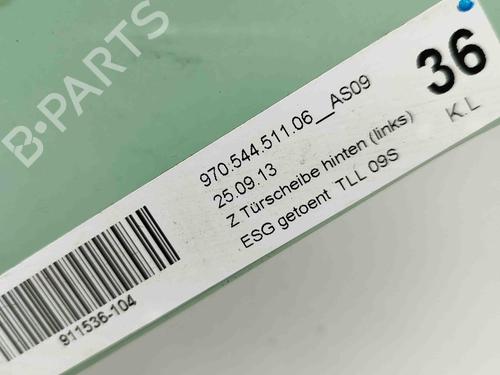 B-PARTS
36
K.L
970.544.511.06__AS09
25.09.13
Z Türscheibe hinten (links)
ESG getoent TLL 09S
911536-104